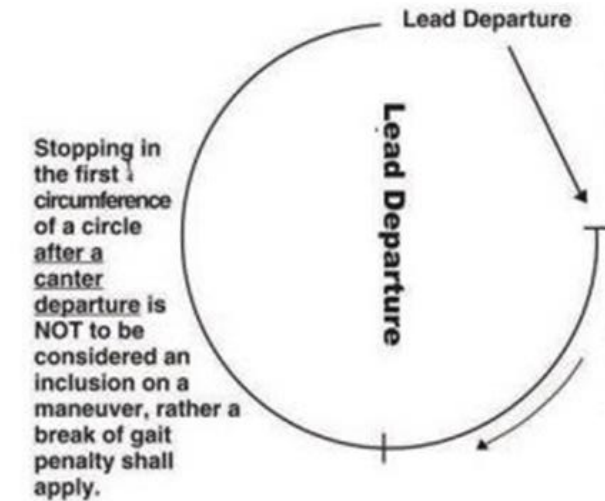 Lead Departure
Lead Departure
Stopping in
the first
circumference
of a circle
after a
canter
departure is
NOT to be
considered an
inclusion on a
maneuver, rather a
break of gait
penalty shall
apply.